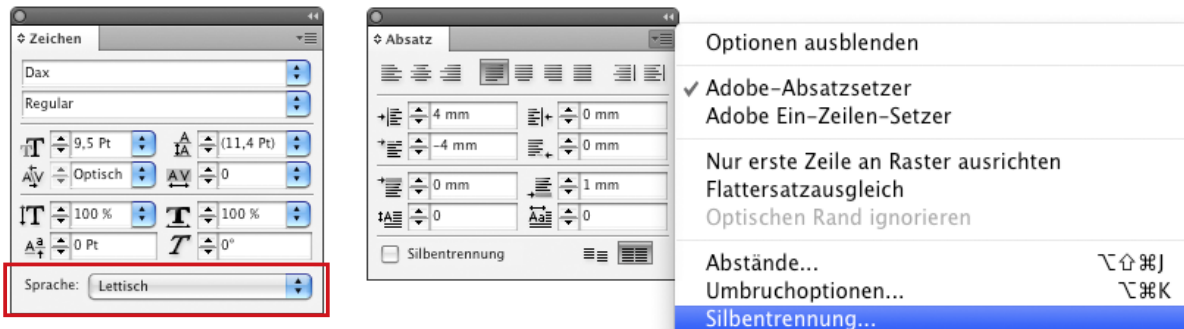 Zeichen
Dax
Regular
9,5 Pt
(11,4 Pt)
Optisch
0
100 %
100 %
0 Pt
0°
Sprache: Lettisch
Absatz
4 mm
0 mm
-4 mm
0 mm
0 mm
1 mm
0
0
Silbentrennung
Optionen ausblenden
✓ Adobe-Absatzsetzer
Adobe Ein-Zeilen-Setzer
Nur erste Zeile an Raster ausrichten
Flattersatzausgleich
Optischen Rand ignorieren
Abstände... ⌥⇧⌘J
Umbruchoptionen... ⌥⌘K
Silbentrennung...